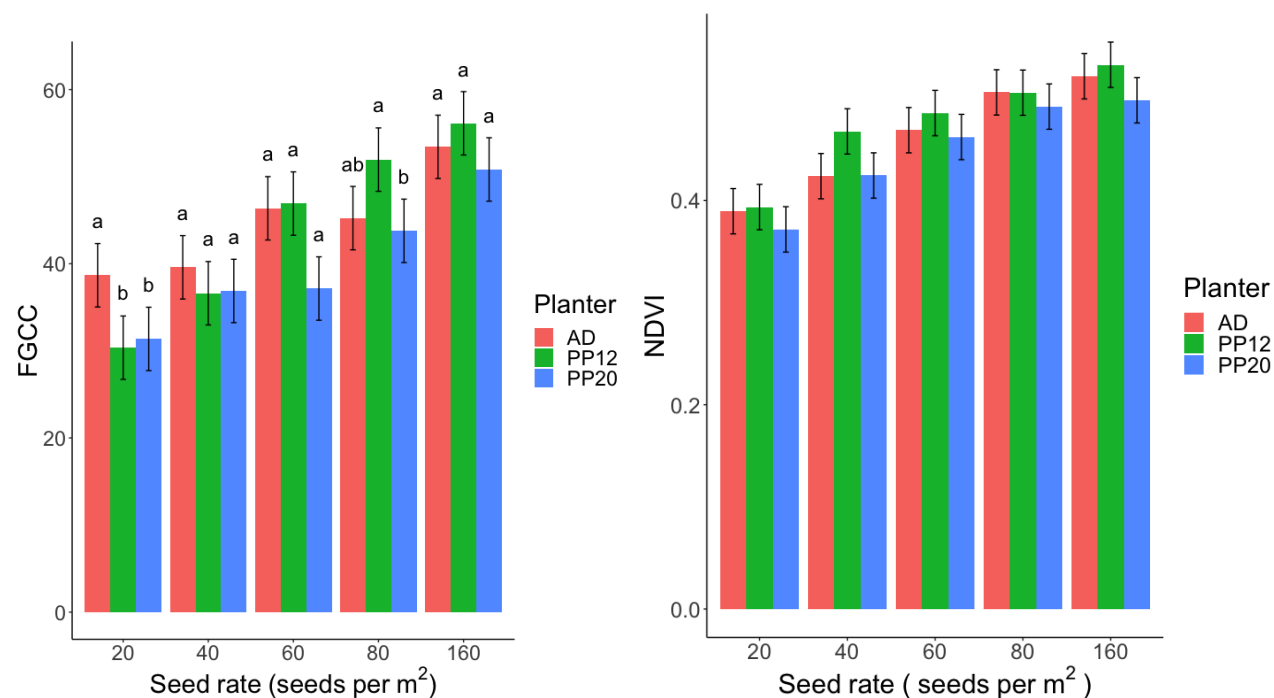 60
40
20
0
FGCC
a
b
b
a
a
a
a
a
a
ab
a
b
a
a
a
20
40
60
80
160
Seed rate (seeds per m²)
Planter
AD
PP12
PP20
0.4
0.2
0.0
NDVI
20
40
60
80
160
Seed rate ( seeds per m² )
Planter
AD
PP12
PP20